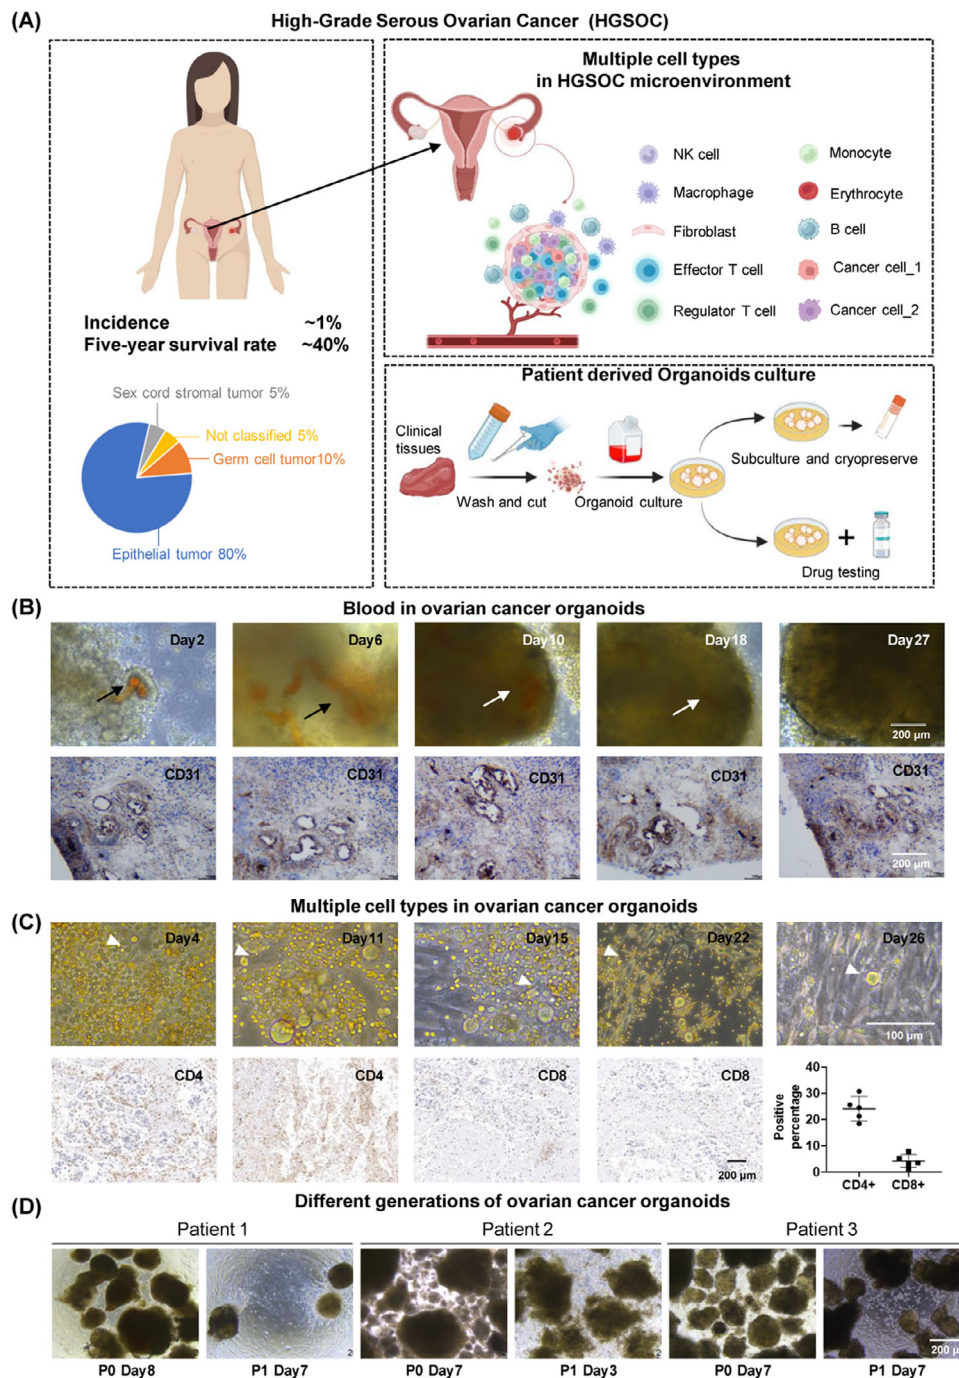 (A) High-Grade Serous Ovarian Cancer (HGSOC)
Incidence ~1%
Five-year survival rate ~40%
Sex cord stromal tumor 5%
Not classified 5%
Germ cell tumor10%
Epithelial tumor 80%
Multiple cell types
in HGSOC microenvironment
NK cell
Monocyte
Macrophage
Erythrocyte
Fibroblast
B cell
Effector T cell
Cancer cell_1
Regulator T cell
Cancer cell_2
Patient derived Organoids culture
Clinical
tissues
Wash and cut
Organoid culture
Subculture and cryopreserve
Drug testing
(B) Blood in ovarian cancer organoids
Day2
Day6
Day10
Day18
Day27
200 µm
CD31
CD31
CD31
CD31
CD31
200 µm
(C) Multiple cell types in ovarian cancer organoids
Day4
Day11
Day15
Day22
Day26
100 µm
CD4
CD4
CD8
CD8
200 µm
Positive
percentage
40
30
20
10
0
CD4+ CD8+
(D) Different generations of ovarian cancer organoids
Patient 1 Patient 2 Patient 3
200 µm
P0 Day8 P1 Day7 P0 Day7 P1 Day3 P0 Day7 P1 Day7